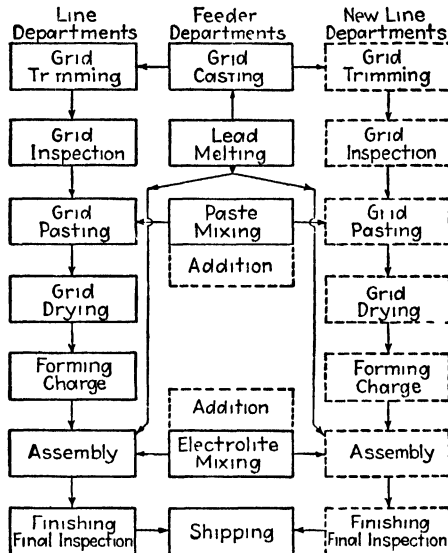 Line
Departments
Feeder
Departments
New Line
Departments
Grid
Trimming
Grid
Casting
Grid
Trimming
Grid
Inspection
Lead
Melting
Grid
Inspection
Grid
Pasting
Paste
Mixing
Addition
Grid
Pasting
Grid
Drying
Grid
Drying
Forming
Charge
Forming
Charge
Assembly
Addition
Electrolite
Mixing
Assembly
Finishing
Final Inspection
Shipping
Finishing
Final Inspection